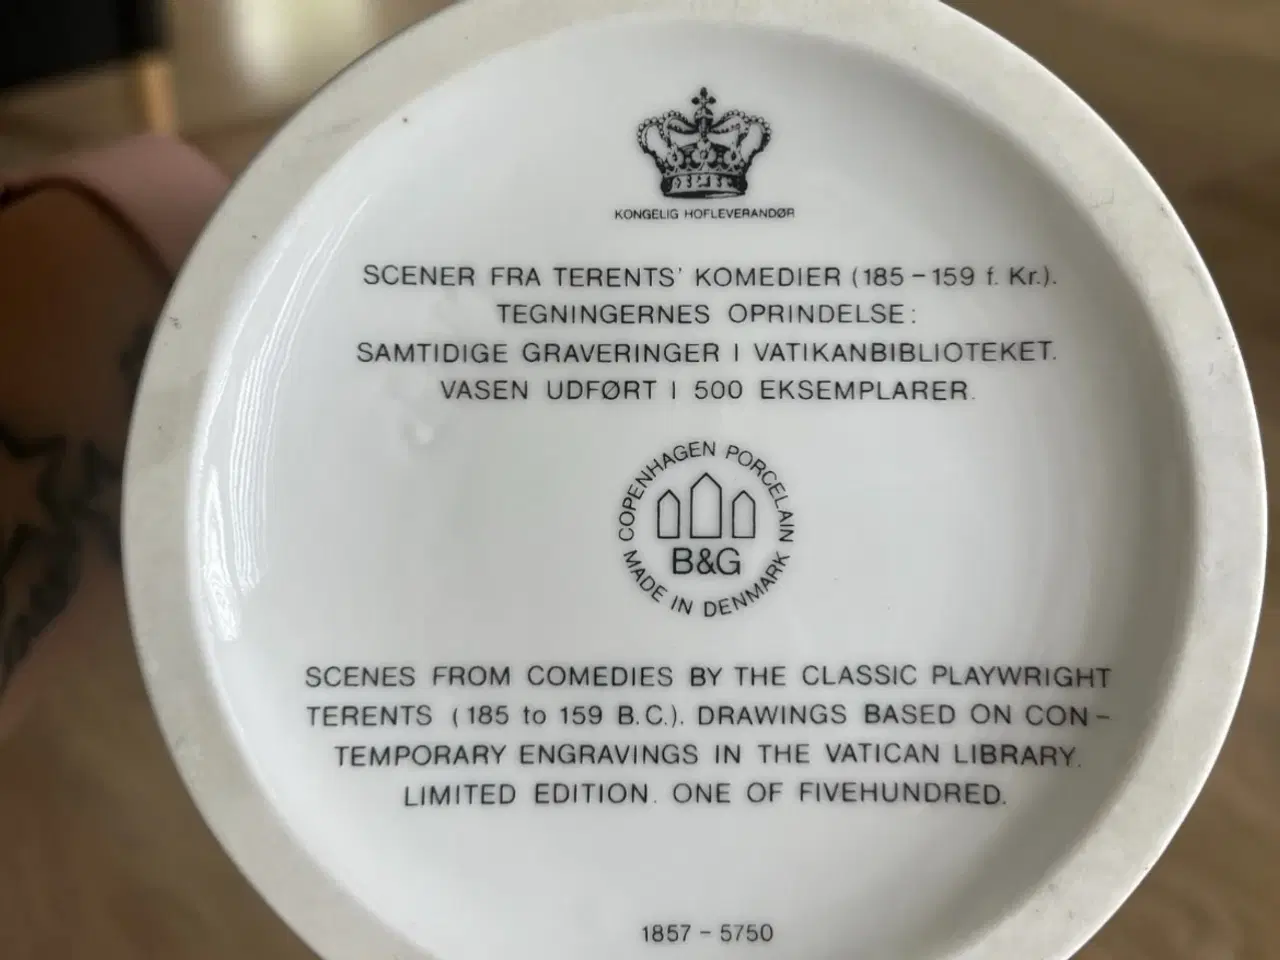 KONGELIG HOFLEVERANDØR
SCENER FRA TERENTS' KOMEDIER (185 – 159 f. Kr.).
TEGNINGERNES OPRINDELSE:
SAMTIDIGE GRAVERINGER I VATIKANBIBLIOTEKET.
VASEN UDFØRT I 500 EKSEMPLARER.
COPENHAGEN PORCELAIN
B&G
MADE IN DENMARK
SCENES FROM COMEDIES BY THE CLASSIC PLAYWRIGHT
TERENTS (185 to 159 B.C.). DRAWINGS BASED ON CON–
TEMPORARY ENGRAVINGS IN THE VATICAN LIBRARY.
LIMITED EDITION. ONE OF FIVEHUNDRED.
1857 – 5750